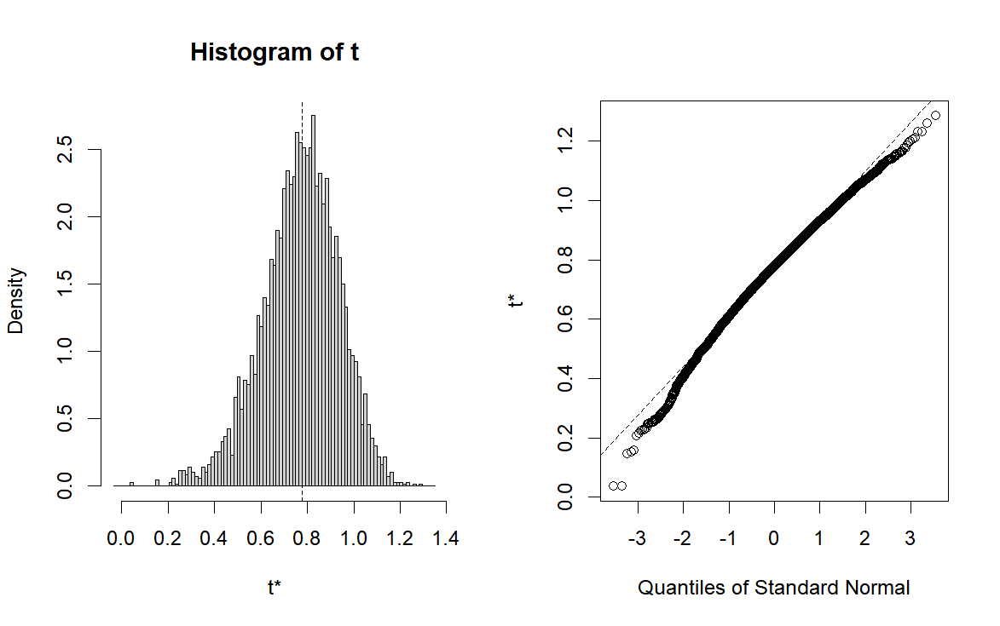 Histogram of t
Density
0.0 0.5 1.0 1.5 2.0 2.5
0.0 0.2 0.4 0.6 0.8 1.0 1.2 1.4
t*
t*
0.0 0.2 0.4 0.6 0.8 1.0 1.2
-3 -2 -1 0 1 2 3
Quantiles of Standard Normal